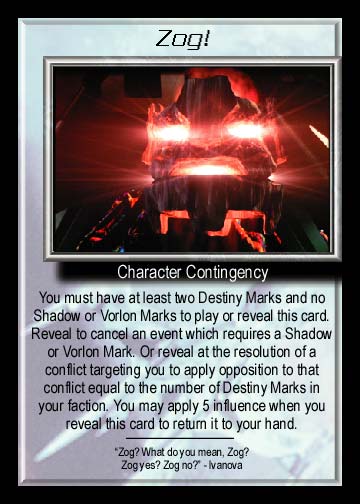 Zog!
Character Contingency
You must have at least two Destiny Marks and no
Shadow or Vorlon Marks to play or reveal this card.
Reveal to cancel an event which requires a Shadow
or Vorlon Mark. Or reveal at the resolution of a
conflict targeting you to apply opposition to that
conflict equal to the number of Destiny Marks in
your faction. You may apply 5 influence when you
reveal this card to return it to your hand.
"Zog? What do you mean, Zog?
Zog yes? Zog no?" - Ivanova